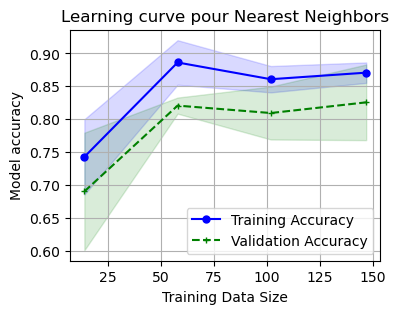 Learning curve pour Nearest Neighbors
Model accuracy
0.90
0.85
0.80
0.75
0.70
0.65
0.60
Training Accuracy
Validation Accuracy
25
50
75
100
125
150
Training Data Size